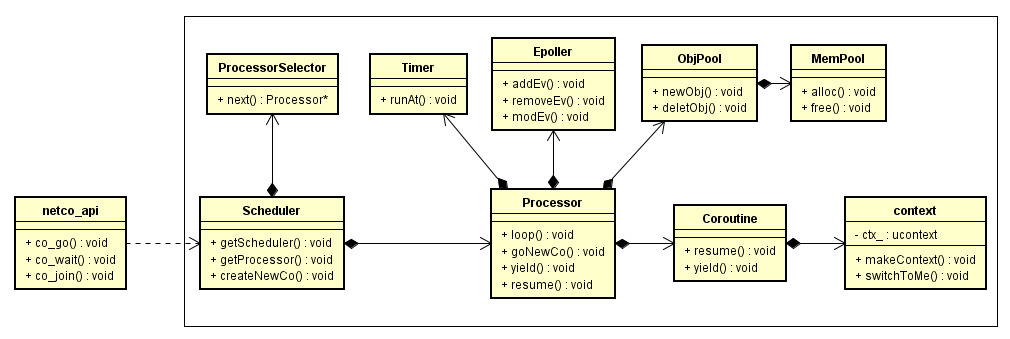 ProcessorSelector
+ next() : Processor*
Timer
+ runAt() : void
Epoller
+ addEv() : void
+ removeEv() : void
+ modEv() : void
ObjPool
+ newObj() : void
+ deletObj() : void
MemPool
+ alloc() : void
+ free() : void
netco_api
+ co_go() : void
+ co_wait() : void
+ co_join() : void
Scheduler
+ getScheduler() : void
+ getProcessor() : void
+ createNewCo() : void
Processor
+ loop() : void
+ goNewCo() : void
+ yield() : void
+ resume() : void
Coroutine
+ resume() : void
+ yield() : void
context
- ctx_ : ucontext
+ makeContext() : void
+ switchToMe() : void